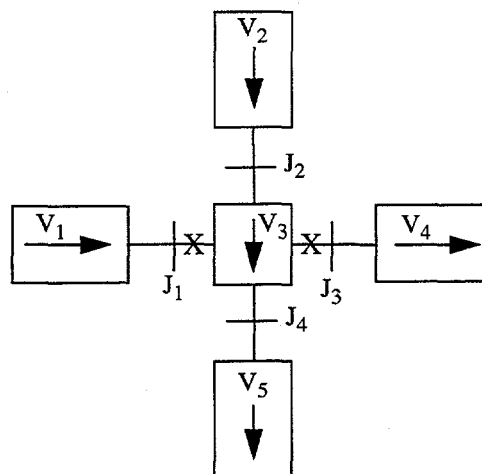 V₂
J₂
V₁ X V₃ X V₄
J₁ J₃
J₄
V₅